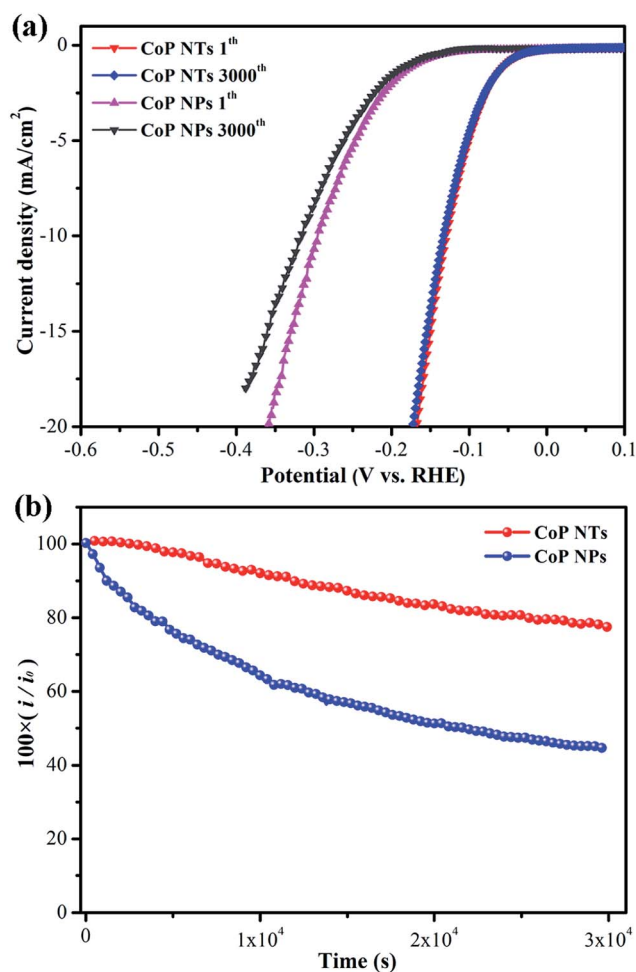 (a)
CoP NTs 1th
CoP NTs 3000th
CoP NPs 1th
CoP NPs 3000th
0
-5
-10
-15
-20
Current density (mA/cm2)
-0.6 -0.5 -0.4 -0.3 -0.2 -0.1 0.0 0.1
Potential (V vs. RHE)
(b)
CoP NTs
CoP NPs
100
80
60
40
20
0
100×(i / i0)
0 1x10⁴ 2x10⁴ 3x10⁴
Time (s)